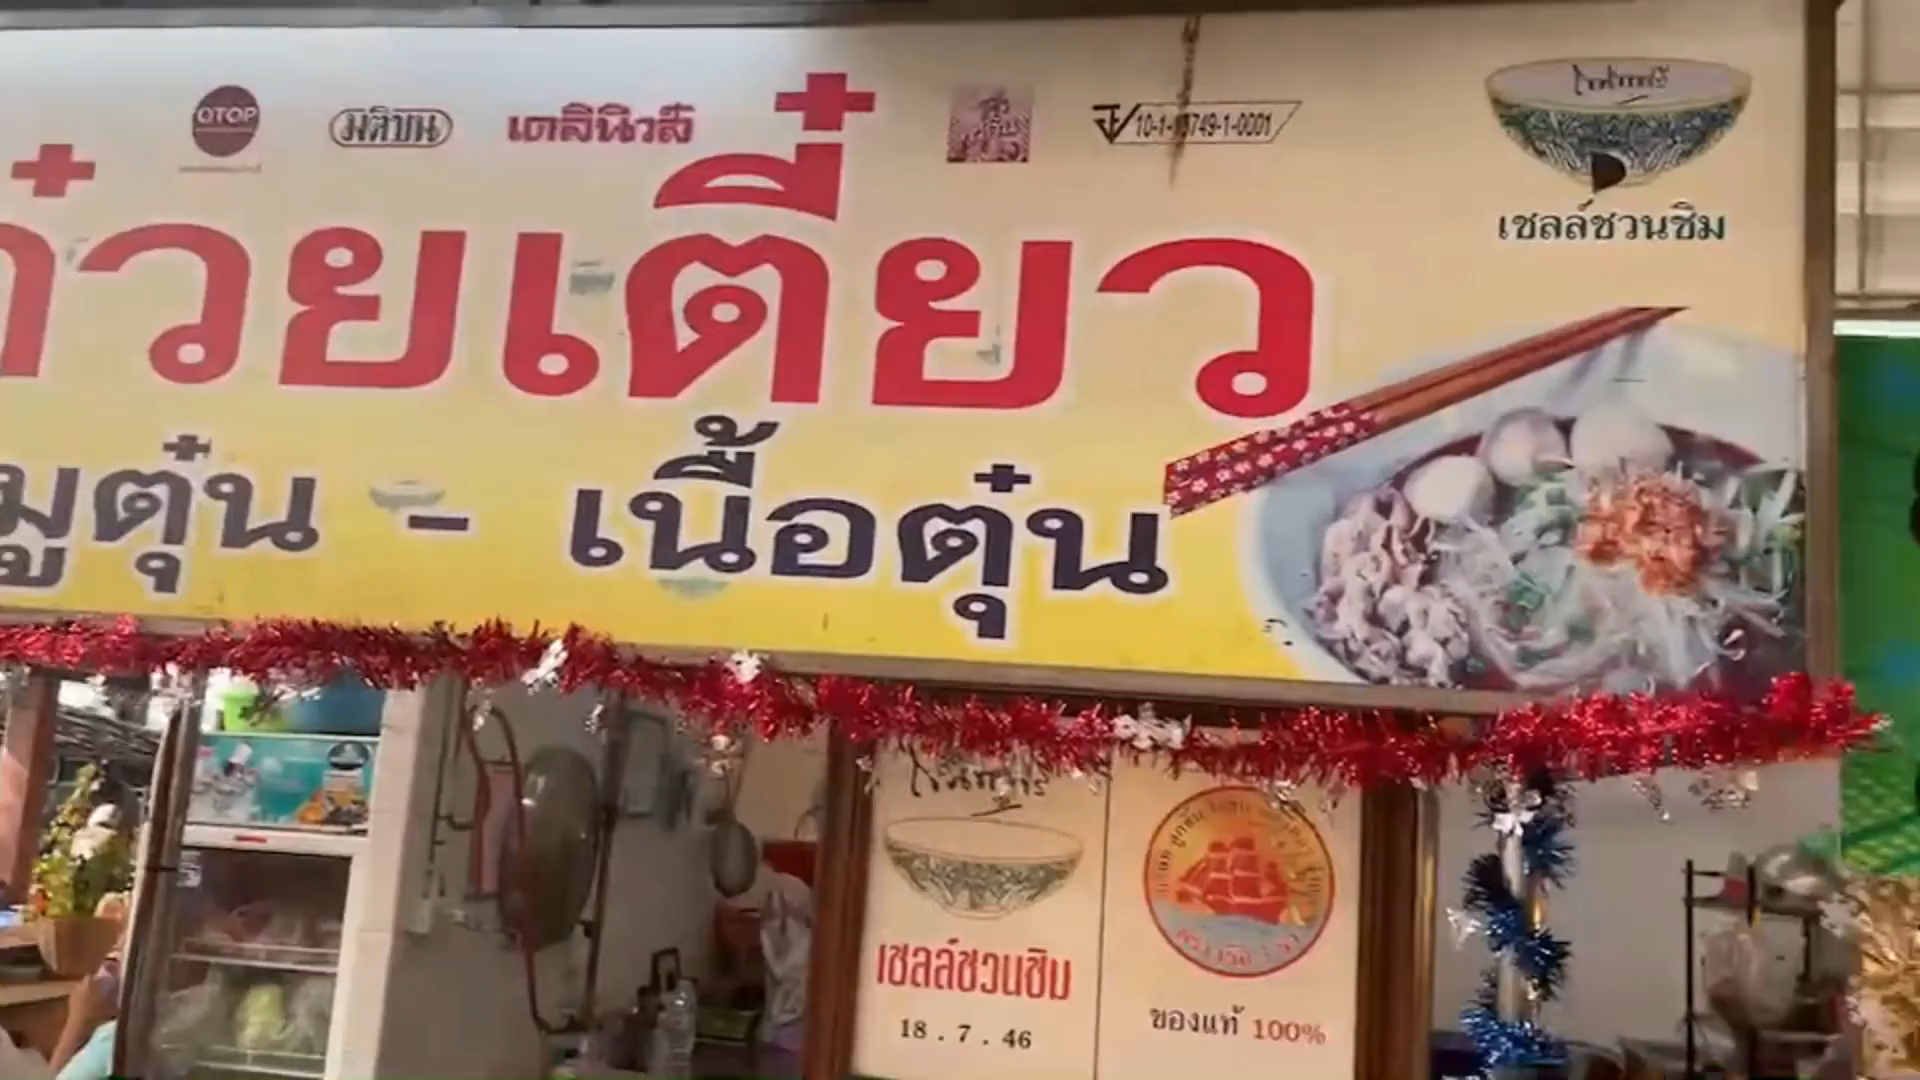 OTOP
มติชน
เดลินิวส์
10-1-13749-1-0001
เชลล์ชวนชิม
ก๋วยเตี๋ยว
หมูตุ๋น - เนื้อตุ๋น
เชลล์ชวนชิม
18 . 7 . 46
ของแท้ 100%